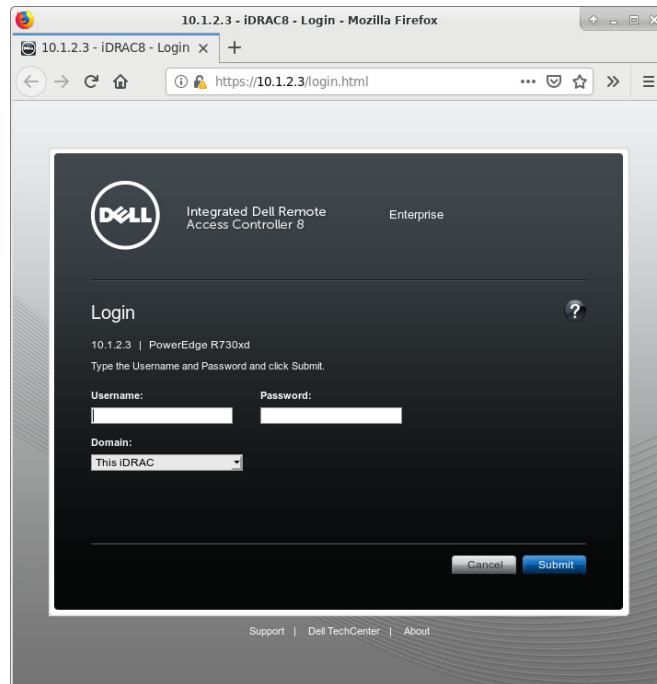 10.1.2.3 - iDRAC8 - Login - Mozilla Firefox
10.1.2.3 - iDRAC8 - Login
https://10.1.2.3/login.html
DELL
Integrated Dell Remote
Access Controller 8
Enterprise
Login
?
10.1.2.3 | PowerEdge R730xd
Type the Username and Password and click Submit.
Username: Password:
Domain:
This iDRAC
Cancel Submit
Support | Dell TechCenter | About